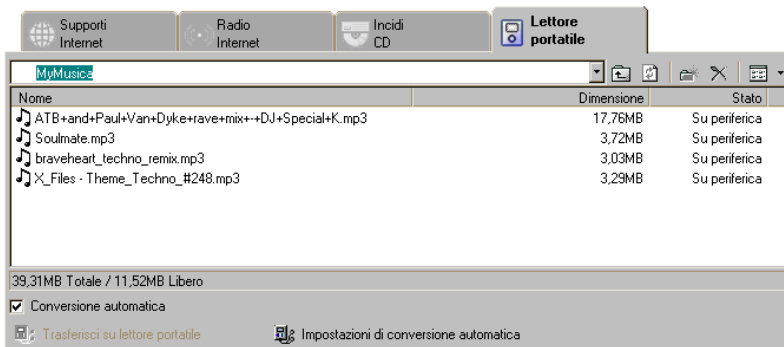 Supporti Internet
Radio Internet
Incidi CD
Lettore portatile
MyMusica
Nome Dimensione Stato
ATB+and+Paul+Van+Dyke+rave+mix+-+DJ+Special+K.mp3 17,76MB Su periferica
Soulmate.mp3 3,72MB Su periferica
braveheart_techno_remix.mp3 3,03MB Su periferica
X_Files - Theme_Techno_#248.mp3 3,29MB Su periferica
39,31MB Totale / 11,52MB Libero
Conversione automatica
Trasferisci su lettore portatile Impostazioni di conversione automatica